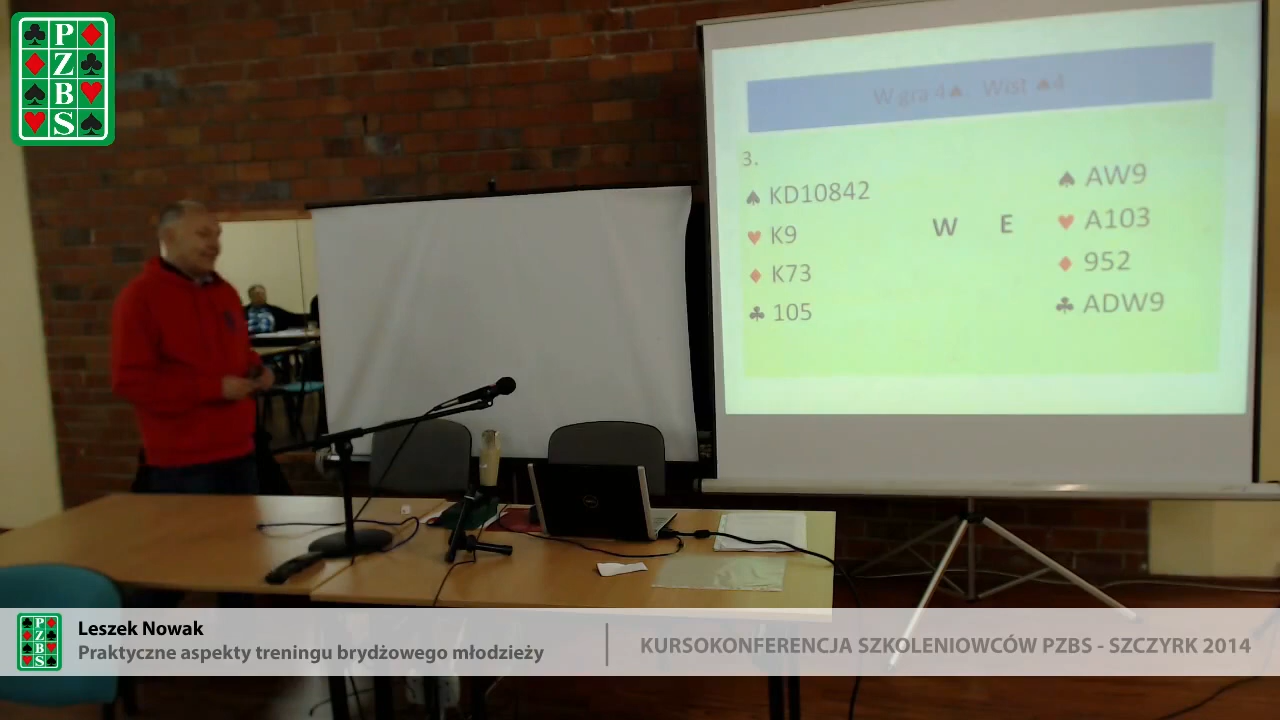 P
Z
B
S
W gra 4♠. Wist ♠4
3.
♠ KD10842
♥ K9
♦ K73
♣ 105
W E
♠ AW9
♥ A103
♦ 952
♣ ADW9
P
Z
B
S
Leszek Nowak
Praktyczne aspekty treningu brydżowego młodzieży
KURSOKONFERENCJA SZKOLENIOWCÓW PZBS - SZCZYRK 2014